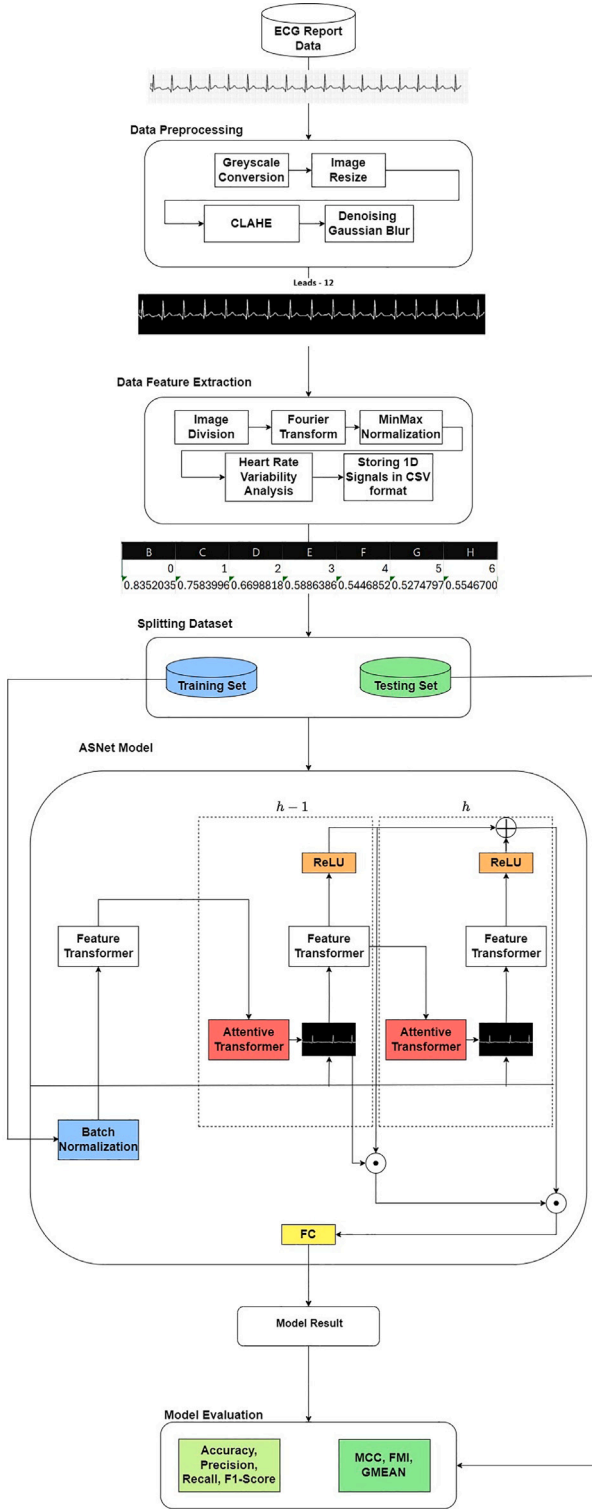 ECG Report
Data
Data Preprocessing
Greyscale
Conversion
Image
Resize
CLAHE
Denoising
Gaussian Blur
Leads - 12
Data Feature Extraction
Image
Division
Fourier
Transform
MinMax
Normalization
Heart Rate
Variability
Analysis
Storing 1D
Signals in CSV
format
B C D E F G H
0 1 2 3 4 5 6
0.8352035 0.7583996 0.6698818 0.5886386 0.5446852 0.5274797 0.5546700
Splitting Dataset
Training Set
Testing Set
ASNet Model
h − 1
h
ReLU
ReLU
Feature
Transformer
Feature
Transformer
Feature
Transformer
Attentive
Transformer
Attentive
Transformer
Batch
Normalization
FC
Model Result
Model Evaluation
Accuracy,
Precision,
Recall, F1-Score
MCC, FMI,
GMEAN